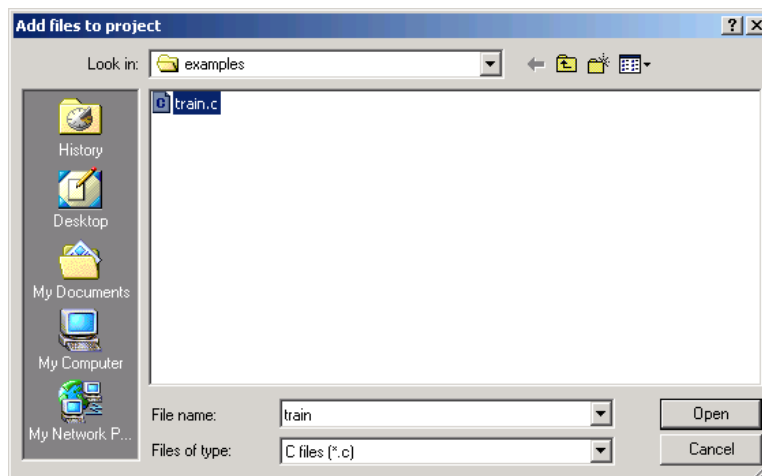 Add files to project
Look in: examples
train.c
History
Desktop
My Documents
My Computer
My Network P...
File name: train
Open
Files of type: C files (*.c)
Cancel